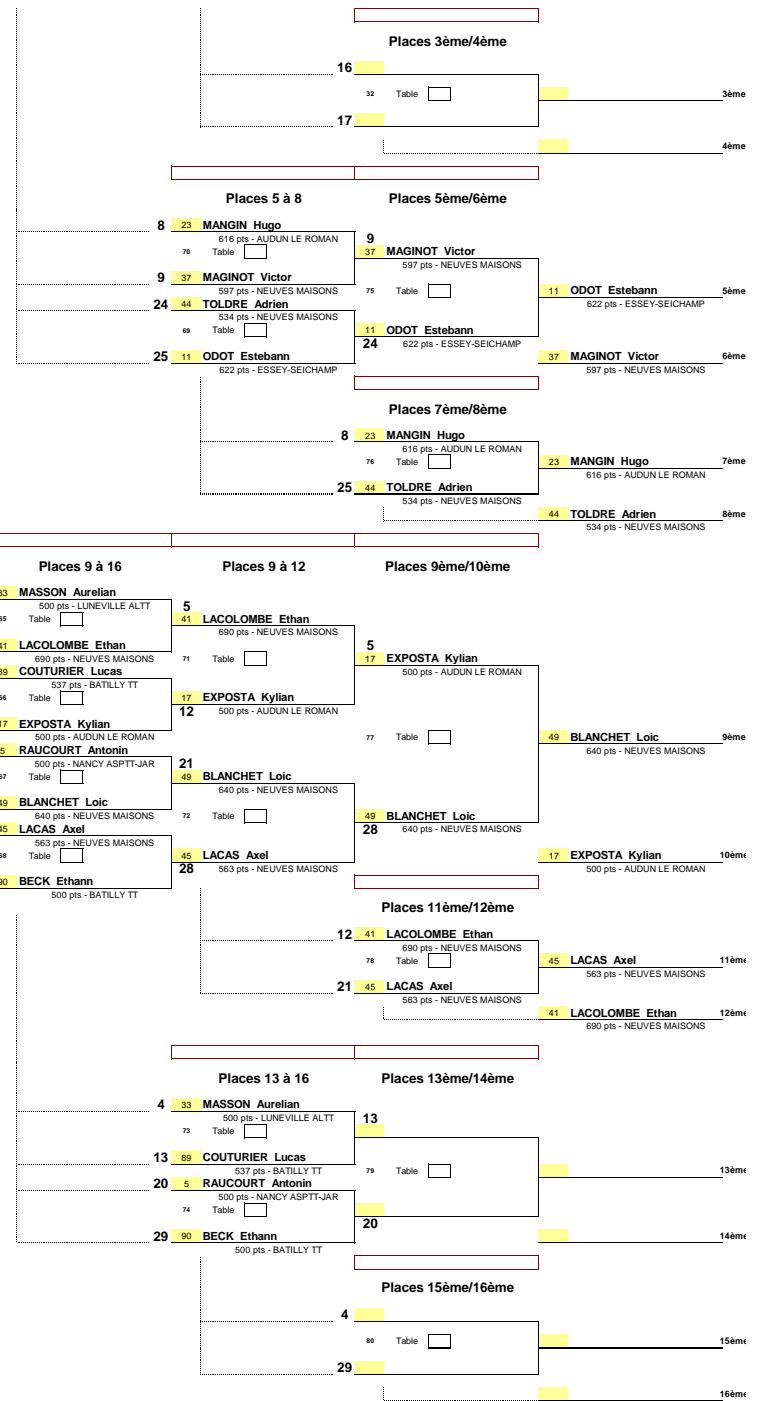 Places 3ème/4ème
16
32 Table
3ème
17
4ème
Places 5 à 8 Places 5ème/6ème
8 23 MANGIN Hugo
616 pts - AUDUN LE ROMAN 9
70 Table 37 MAGINOT Victor
597 pts - NEUVES MAISONS
9 37 MAGINOT Victor
597 pts - NEUVES MAISONS 75 Table 11 ODOT Estebann 5ème
24 44 TOLDRE Adrien 622 pts - ESSEY-SEICHAMP
534 pts - NEUVES MAISONS
69 Table 11 ODOT Estebann
24 622 pts - ESSEY-SEICHAMP
25 11 ODOT Estebann 37 MAGINOT Victor 6ème
622 pts - ESSEY-SEICHAMP 597 pts - NEUVES MAISONS
Places 7ème/8ème
8 23 MANGIN Hugo
616 pts - AUDUN LE ROMAN
76 Table 23 MANGIN Hugo 7ème
616 pts - AUDUN LE ROMAN
25 44 TOLDRE Adrien
534 pts - NEUVES MAISONS
44 TOLDRE Adrien 8ème
534 pts - NEUVES MAISONS
Places 9 à 16 Places 9 à 12 Places 9ème/10ème
MASSON Aurelian
500 pts - LUNEVILLE ALTT 5
Table 41 LACOLOMBE Ethan
690 pts - NEUVES MAISONS
LACOLOMBE Ethan 5
690 pts - NEUVES MAISONS 71 Table 17 EXPOSTA Kylian
COUTURIER Lucas 500 pts - AUDUN LE ROMAN
537 pts - BATILLY TT
Table 17 EXPOSTA Kylian
12 500 pts - AUDUN LE ROMAN
EXPOSTA Kylian
500 pts - AUDUN LE ROMAN 77 Table 49 BLANCHET Loic 9ème
RAUCOURT Antonin 640 pts - NEUVES MAISONS
500 pts - NANCY ASPTT-JAR 21
Table 49 BLANCHET Loic
640 pts - NEUVES MAISONS
BLANCHET Loic
640 pts - NEUVES MAISONS 72 Table 49 BLANCHET Loic
LACAS Axel 28 640 pts - NEUVES MAISONS
563 pts - NEUVES MAISONS
Table 45 LACAS Axel 17 EXPOSTA Kylian 10ème
28 563 pts - NEUVES MAISONS 500 pts - AUDUN LE ROMAN
BECK Ethann
500 pts - BATILLY TT
Places 11ème/12ème
12 41 LACOLOMBE Ethan
690 pts - NEUVES MAISONS
78 Table 45 LACAS Axel 11ème
563 pts - NEUVES MAISONS
21 45 LACAS Axel
563 pts - NEUVES MAISONS
41 LACOLOMBE Ethan 12ème
690 pts - NEUVES MAISONS
Places 13 à 16 Places 13ème/14ème
4 33 MASSON Aurelian
500 pts - LUNEVILLE ALTT 13
73 Table
13 89 COUTURIER Lucas
537 pts - BATILLY TT 79 Table 13ème
20 5 RAUCOURT Antonin
500 pts - NANCY ASPTT-JAR
74 Table
20
29 90 BECK Ethann 14ème
500 pts - BATILLY TT
Places 15ème/16ème
4
80 Table 15ème
29
16ème